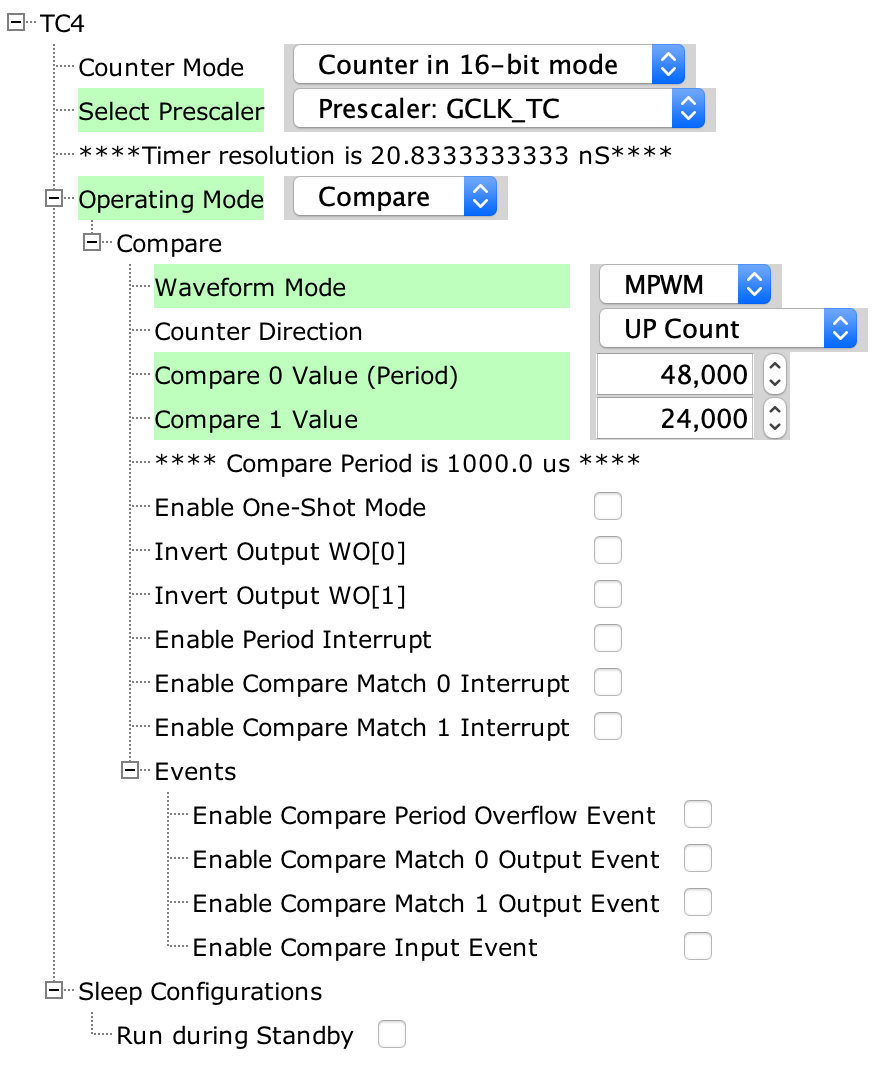 TC4
Counter Mode Counter in 16-bit mode
Select Prescaler Prescaler: GCLK_TC
****Timer resolution is 20.8333333333 nS****
Operating Mode Compare
Compare
Waveform Mode MPWM
Counter Direction UP Count
Compare 0 Value (Period) 48,000
Compare 1 Value 24,000
**** Compare Period is 1000.0 us ****
Enable One-Shot Mode
Invert Output WO[0]
Invert Output WO[1]
Enable Period Interrupt
Enable Compare Match 0 Interrupt
Enable Compare Match 1 Interrupt
Events
Enable Compare Period Overflow Event
Enable Compare Match 0 Output Event
Enable Compare Match 1 Output Event
Enable Compare Input Event
Sleep Configurations
Run during Standby